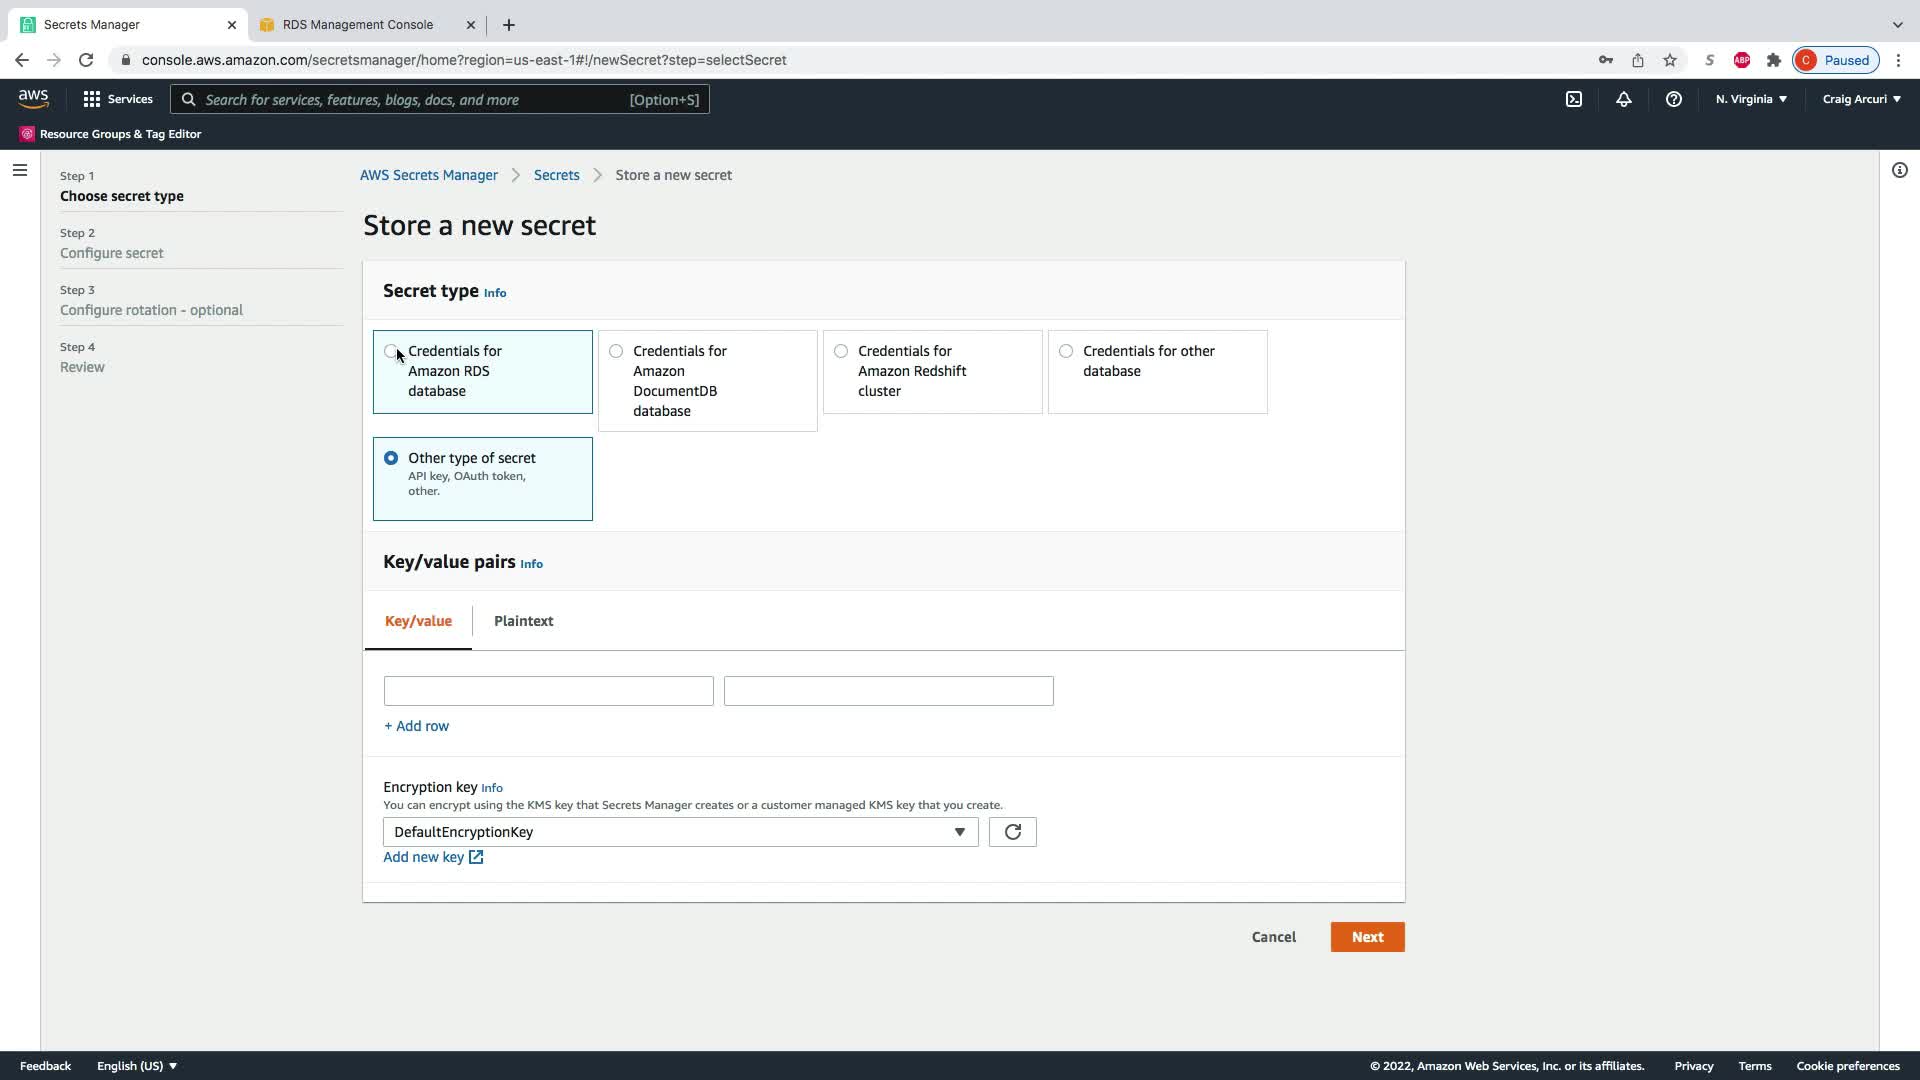 Secrets Manager
RDS Management Console
console.aws.amazon.com/secretsmanager/home?region=us-east-1#!/newSecret?step=selectSecret
S
ABP
C Paused
aws
Services
Search for services, features, blogs, docs, and more [Option+S]
N. Virginia
Craig Arcuri
Resource Groups & Tag Editor
Step 1
Choose secret type
Step 2
Configure secret
Step 3
Configure rotation - optional
Step 4
Review
AWS Secrets Manager
Secrets
Store a new secret
Store a new secret
Secret type Info
Credentials for
Amazon RDS
database
Credentials for
Amazon
DocumentDB
database
Credentials for
Amazon Redshift
cluster
Credentials for other
database
Other type of secret
API key, OAuth token,
other.
Key/value pairs Info
Key/value
Plaintext
+ Add row
Encryption key Info
You can encrypt using the KMS key that Secrets Manager creates or a customer managed KMS key that you create.
DefaultEncryptionKey
Add new key
Cancel
Next
Feedback
English (US)
© 2022, Amazon Web Services, Inc. or its affiliates.
Privacy
Terms
Cookie preferences